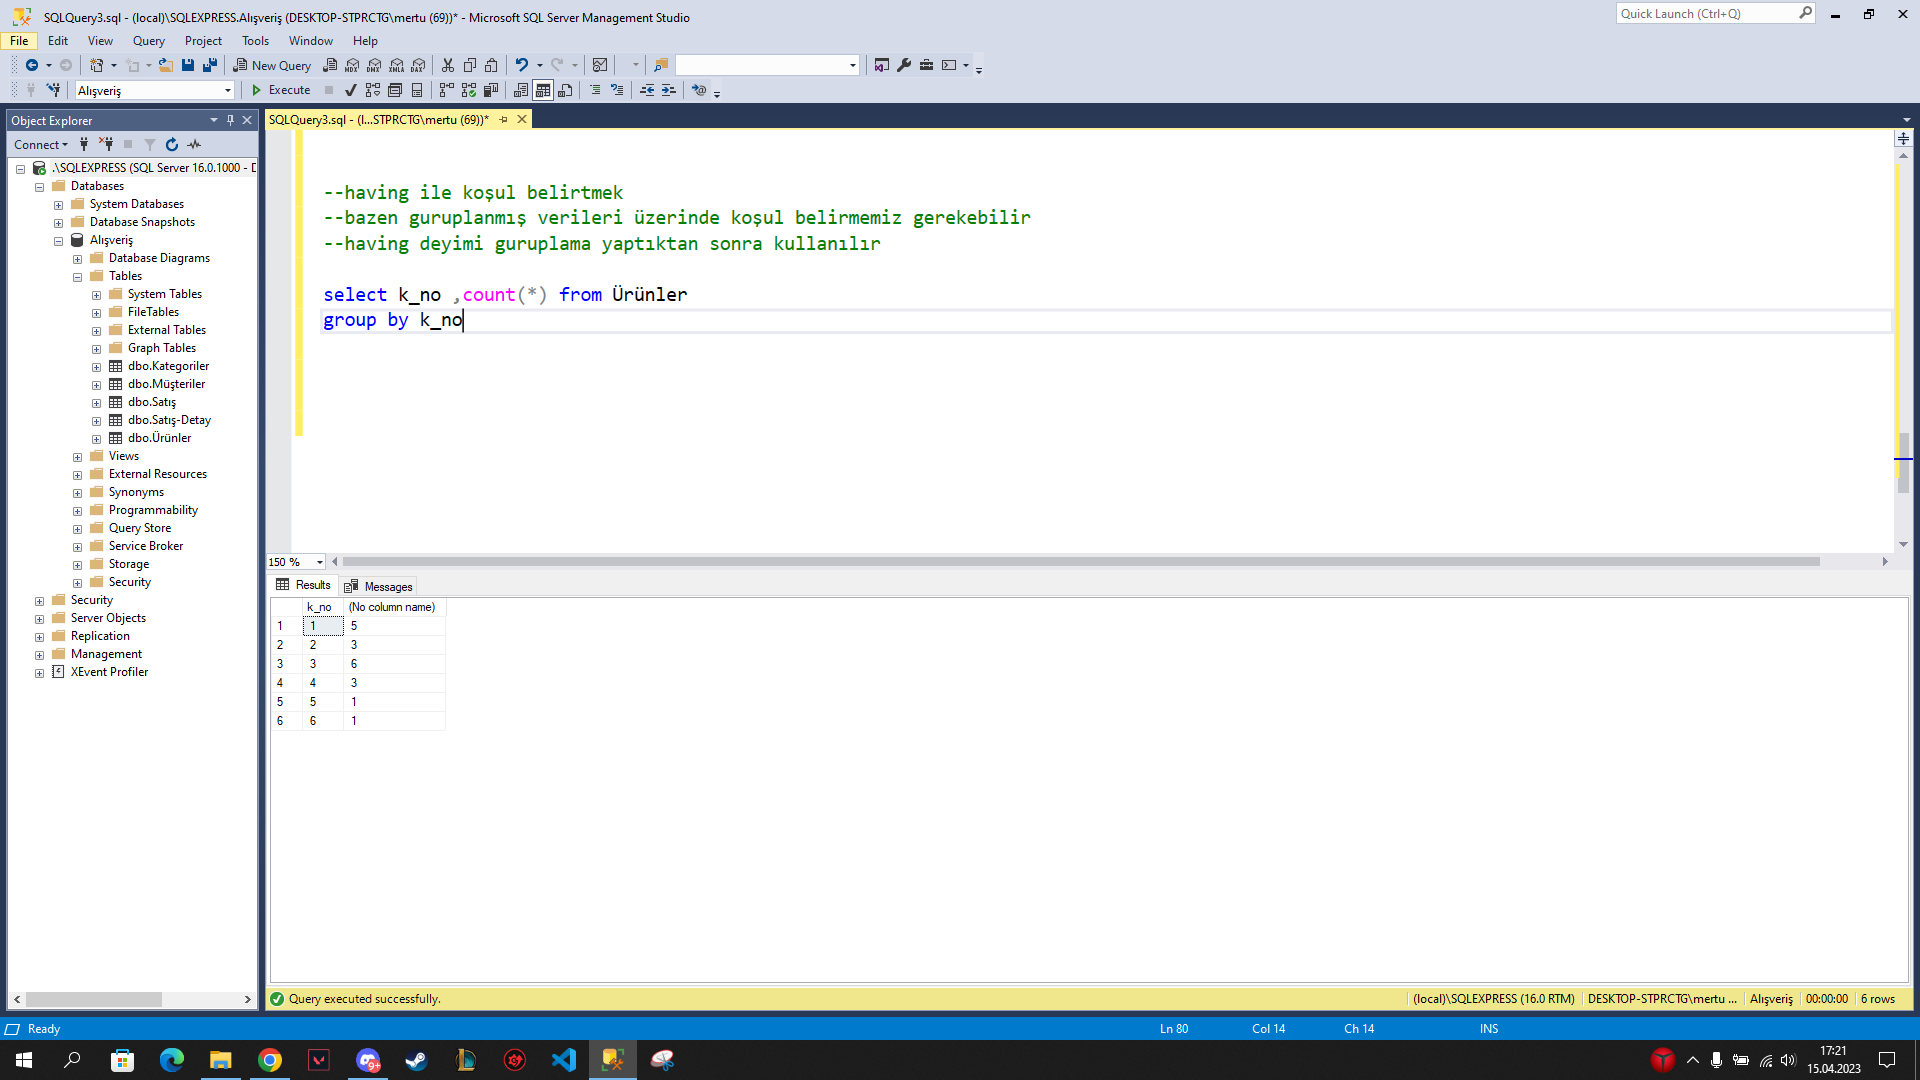 SQLQuery3.sql - (local)\SQLEXPRESS.Alışveriş (DESKTOP-STPRCTG\mertu (69))* - Microsoft SQL Server Management Studio
Quick Launch (Ctrl+Q)
File Edit View Query Project Tools Window Help
New Query
MDX DMX XMLA DAX
Alışveriş
Execute
Object Explorer
SQLQuery3.sql - (l...STPRCTG\mertu (69))*
Connect
.\SQLEXPRESS (SQL Server 16.0.1000 - D
Databases
System Databases
Database Snapshots
Alışveriş
Database Diagrams
Tables
System Tables
FileTables
External Tables
Graph Tables
dbo.Kategoriler
dbo.Müşteriler
dbo.Satış
dbo.Satış-Detay
dbo.Ürünler
Views
External Resources
Synonyms
Programmability
Query Store
Service Broker
Storage
Security
Security
Server Objects
Replication
Management
XEvent Profiler
--having ile koşul belirtmek
--bazen guruplanmış verileri üzerinde koşul belirmemiz gerekebilir
--having deyimi guruplama yaptıktan sonra kullanılır
select k_no ,count(*) from Ürünler
group by k_no
150 %
Results Messages
k_no (No column name)
1 1 5
2 2 3
3 3 6
4 4 3
5 5 1
6 6 1
Query executed successfully.
(local)\SQLEXPRESS (16.0 RTM) DESKTOP-STPRCTG\mertu ... Alışveriş 00:00:00 6 rows
Ready
Ln 80 Col 14 Ch 14 INS
9+
17:21
15.04.2023